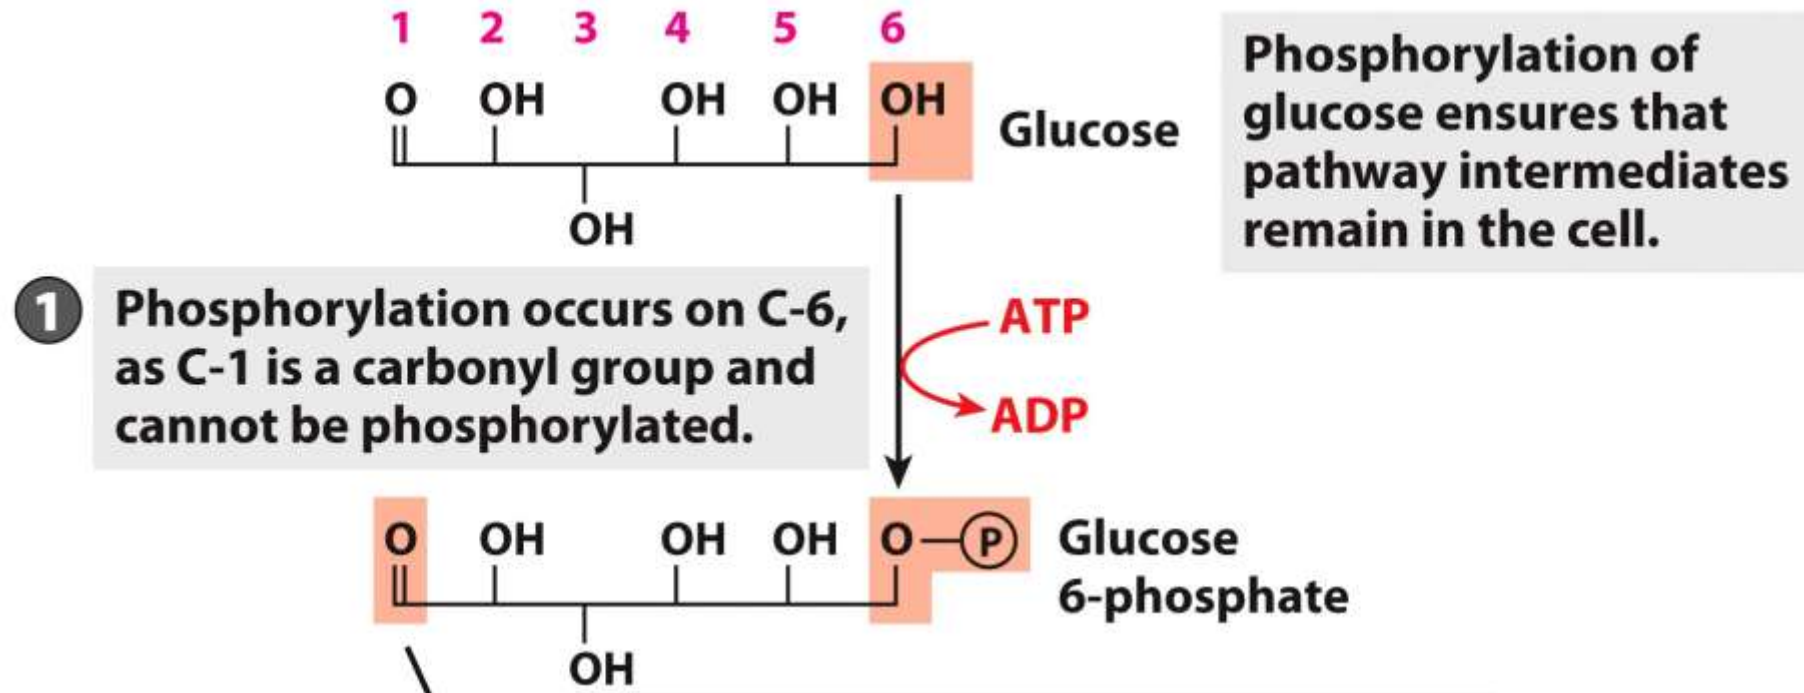 1 2 3 4 5 6
O OH OH OH OH
Glucose
OH
Phosphorylation of
glucose ensures that
pathway intermediates
remain in the cell.
1
Phosphorylation occurs on C-6,
as C-1 is a carbonyl group and
cannot be phosphorylated.
ATP
ADP
O OH OH OH O P
Glucose
6-phosphate
OH